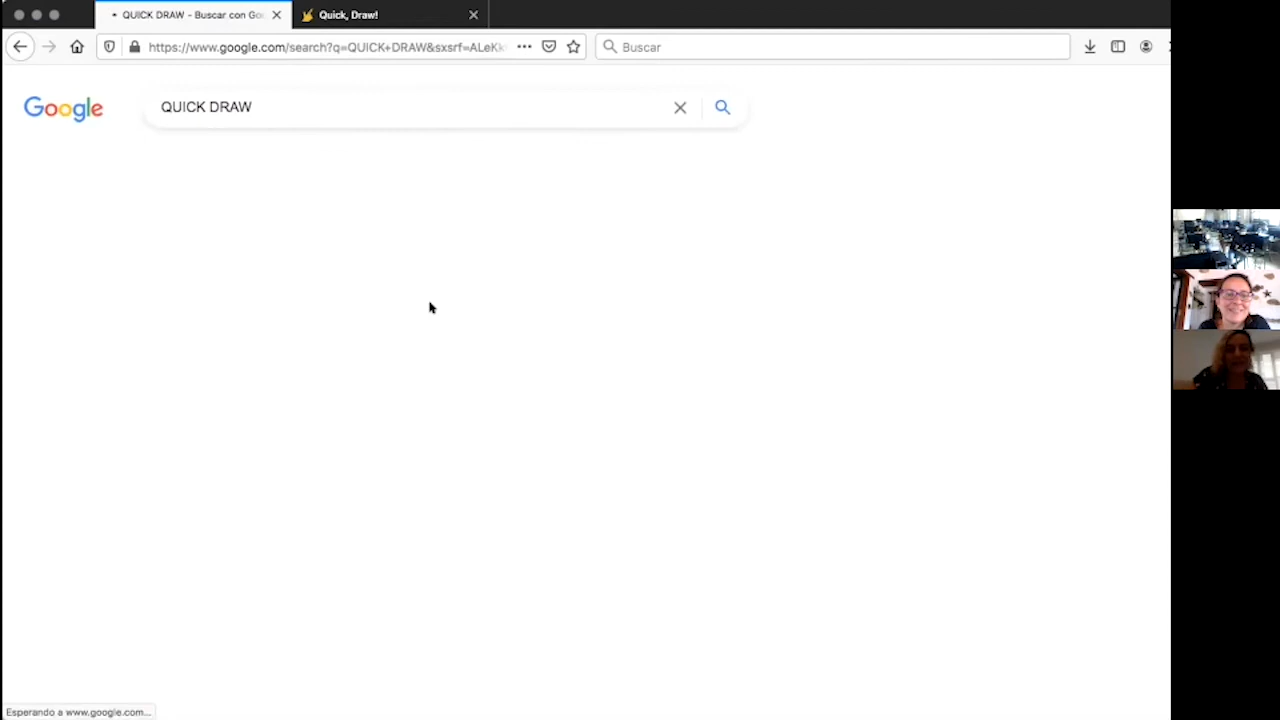 QUICK DRAW - Buscar con Go
Quick, Draw!
https://www.google.com/search?q=QUICK+DRAW&sxsrf=ALeKk
Buscar
Google
QUICK DRAW
Esperando a www.google.com...